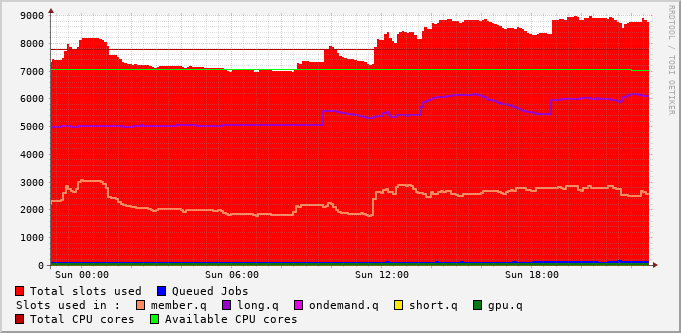 9000
8000
7000
6000
5000
4000
3000
2000
1000
0
Sun 00:00 Sun 06:00 Sun 12:00 Sun 18:00
RRDTOOL / TOBI OETIKER
Total slots used Queued Jobs
Slots used in : member.q long.q ondemand.q short.q gpu.q
Total CPU cores Available CPU cores